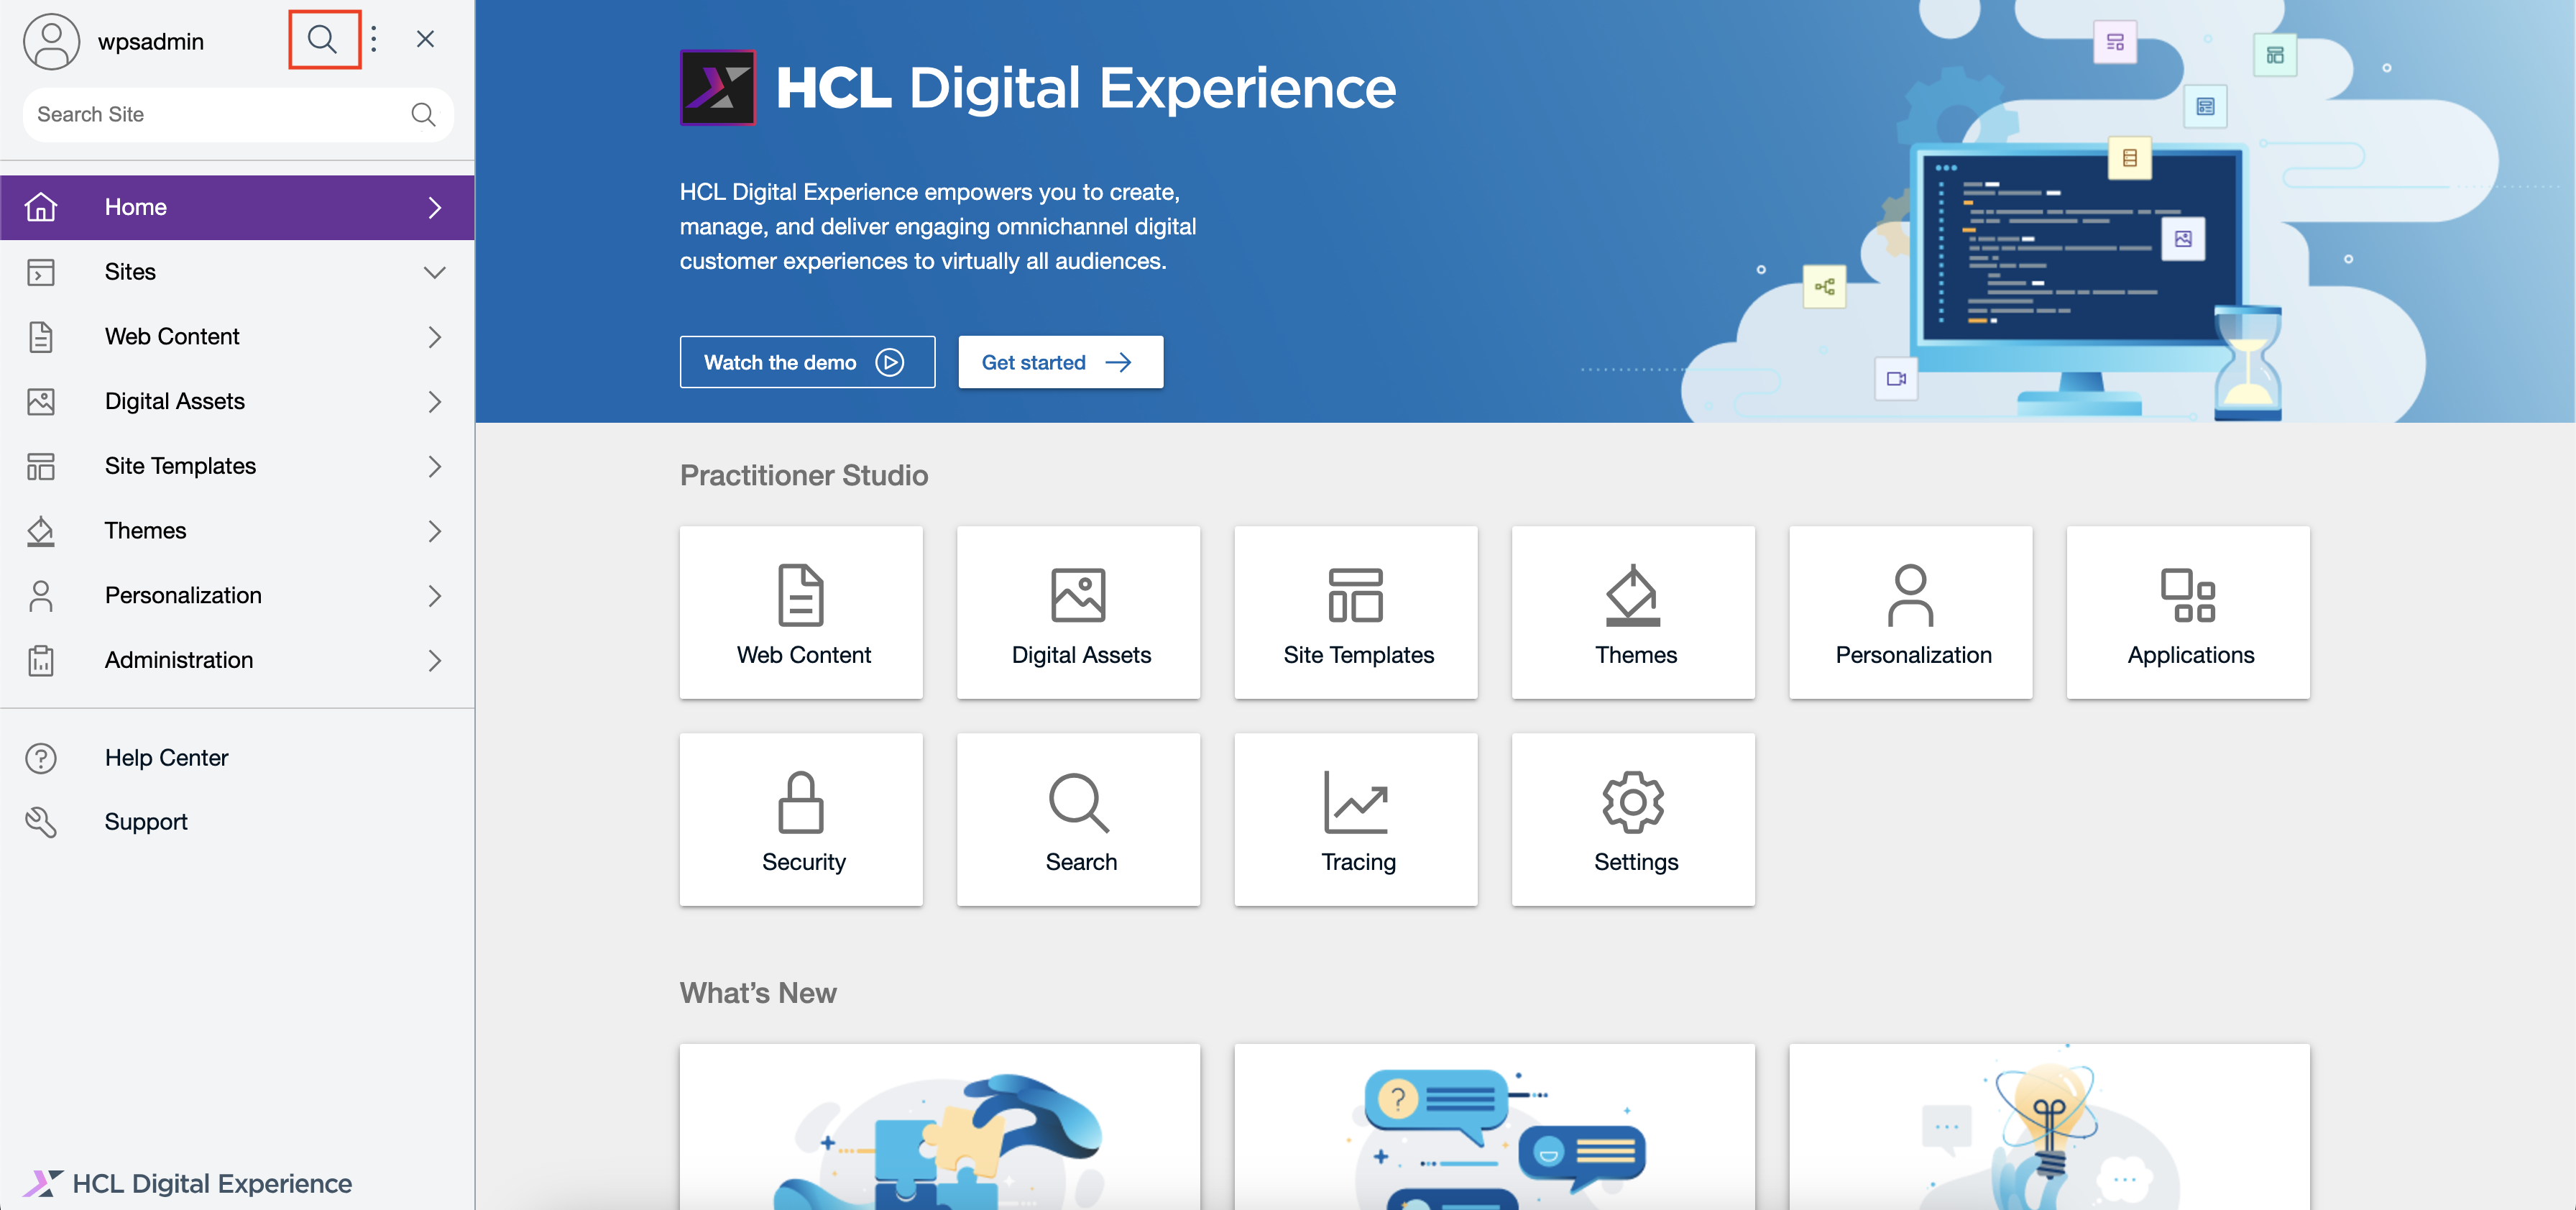 wpsadmin
Search Site
Home
Sites
Web Content
Digital Assets
Site Templates
Themes
Personalization
Administration
Help Center
Support
HCL Digital Experience
HCL Digital Experience
HCL Digital Experience empowers you to create,
manage, and deliver engaging omnichannel digital
customer experiences to virtually all audiences.
Watch the demo
Get started
Practitioner Studio
Web Content
Digital Assets
Site Templates
Themes
Personalization
Applications
Security
Search
Tracing
Settings
What’s New
?